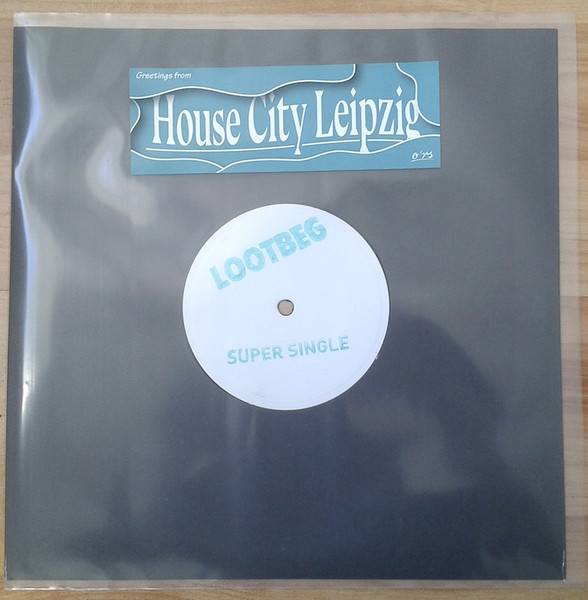 Greetings from
House City Leipzig
LOOTBEG
SUPER SINGLE